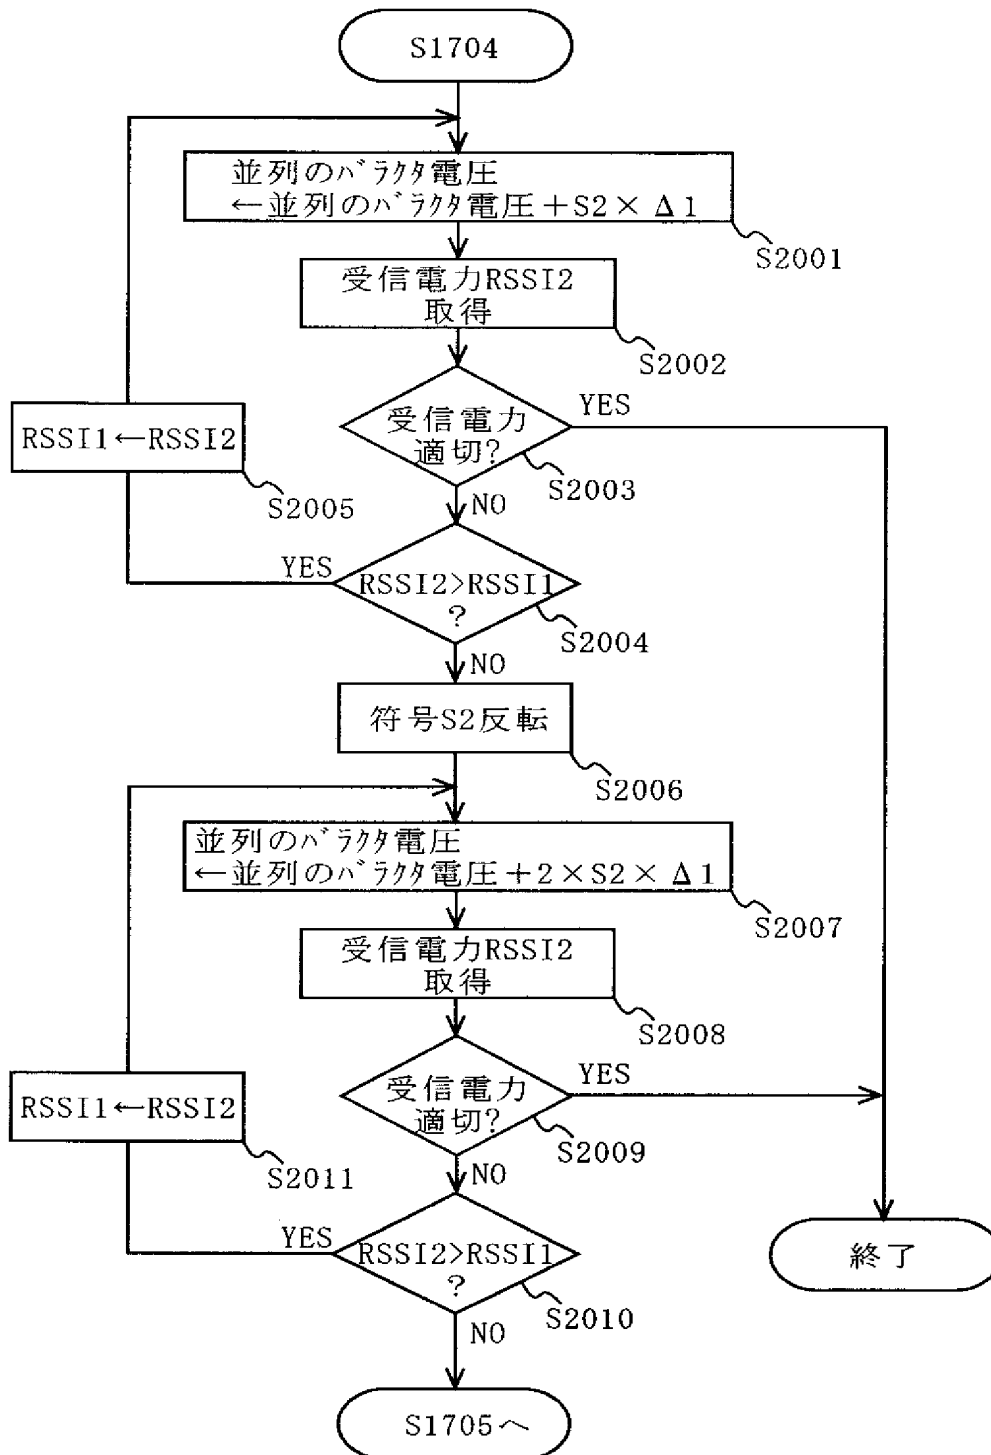 S1704
並列のバラクタ電圧
←並列のバラクタ電圧+S2×Δ1
S2001
受信電力RSSI2
取得
S2002
受信電力
適切?
YES
S2003
NO
RSSI1←RSSI2
S2005
YES
RSSI2>RSSI1
?
S2004
NO
符号S2反転
S2006
並列のバラクタ電圧
←並列のバラクタ電圧+2×S2×Δ1
S2007
受信電力RSSI2
取得
S2008
受信電力
適切?
YES
S2009
NO
RSSI1←RSSI2
S2011
YES
RSSI2>RSSI1
?
S2010
NO
終了
S1705へ